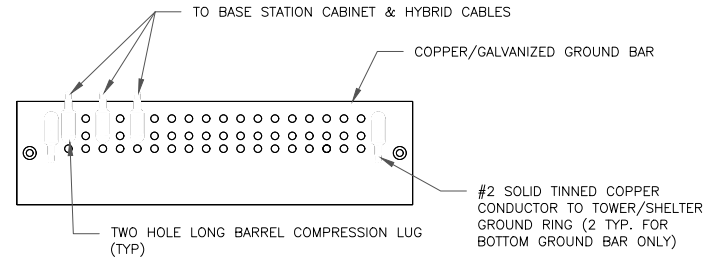 TO BASE STATION CABINET & HYBRID CABLES
COPPER/GALVANIZED GROUND BAR
#2 SOLID TINNED COPPER
CONDUCTOR TO TOWER/SHELTER
GROUND RING (2 TYP. FOR
BOTTOM GROUND BAR ONLY)
TWO HOLE LONG BARREL COMPRESSION LUG
(TYP)